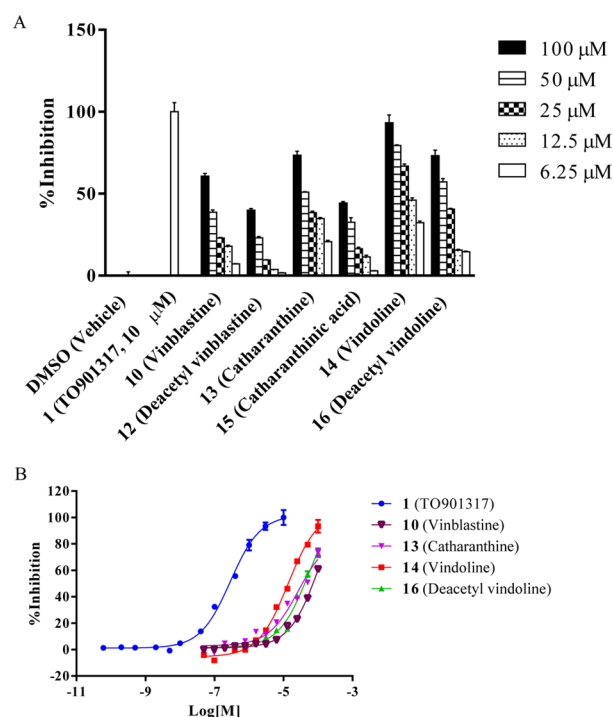 A
%Inhibition
150
100
50
0
100 μM
50 μM
25 μM
12.5 μM
6.25 μM
DMSO (Vehicle)
1 (TO901317, 10 μM)
10 (Vinblastine)
12 (Deacetyl vinblastine)
13 (Catharanthine)
15 (Catharanthinic acid)
14 (Vindoline)
16 (Deacetyl vindoline)
B
%Inhibition
120
100
80
60
40
20
0
-20
-11
-9
-7
-5
-3
Log[M]
1 (TO901317)
10 (Vinblastine)
13 (Catharanthine)
14 (Vindoline)
16 (Deacetyl vindoline)